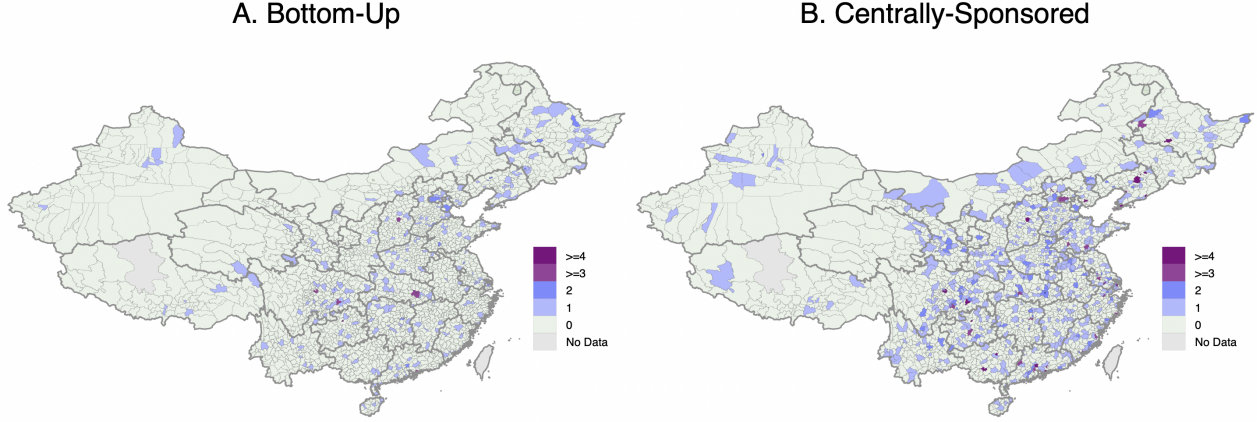 A. Bottom-Up
B. Centrally-Sponsored
>=4
>=3
2
1
0
No Data
>=4
>=3
2
1
0
No Data